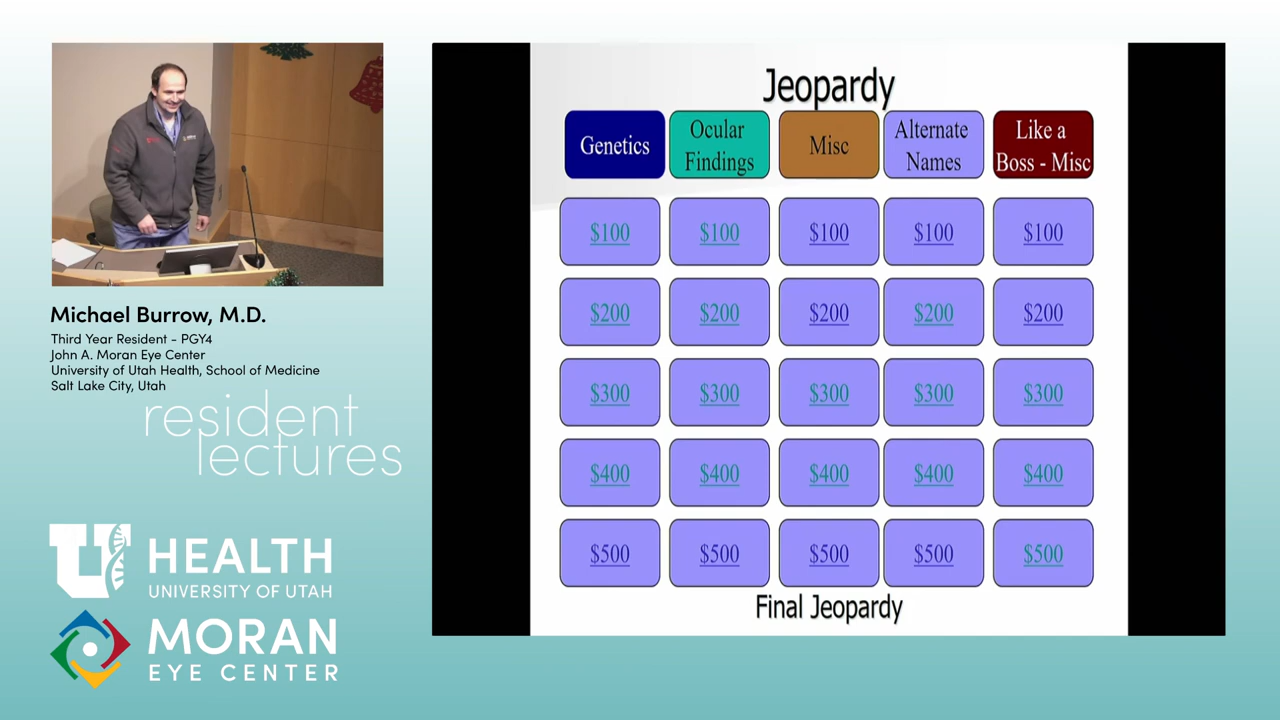 Michael Burrow, M.D.
Third Year Resident - PGY4
John A. Moran Eye Center
University of Utah Health, School of Medicine
Salt Lake City, Utah
resident
lectures
U HEALTH
UNIVERSITY OF UTAH
MORAN
EYE CENTER
Jeopardy
Genetics
Ocular
Findings
Misc
Alternate
Names
Like a
Boss - Misc
$100 $100 $100 $100 $100
$200 $200 $200 $200 $200
$300 $300 $300 $300 $300
$400 $400 $400 $400 $400
$500 $500 $500 $500 $500
Final Jeopardy